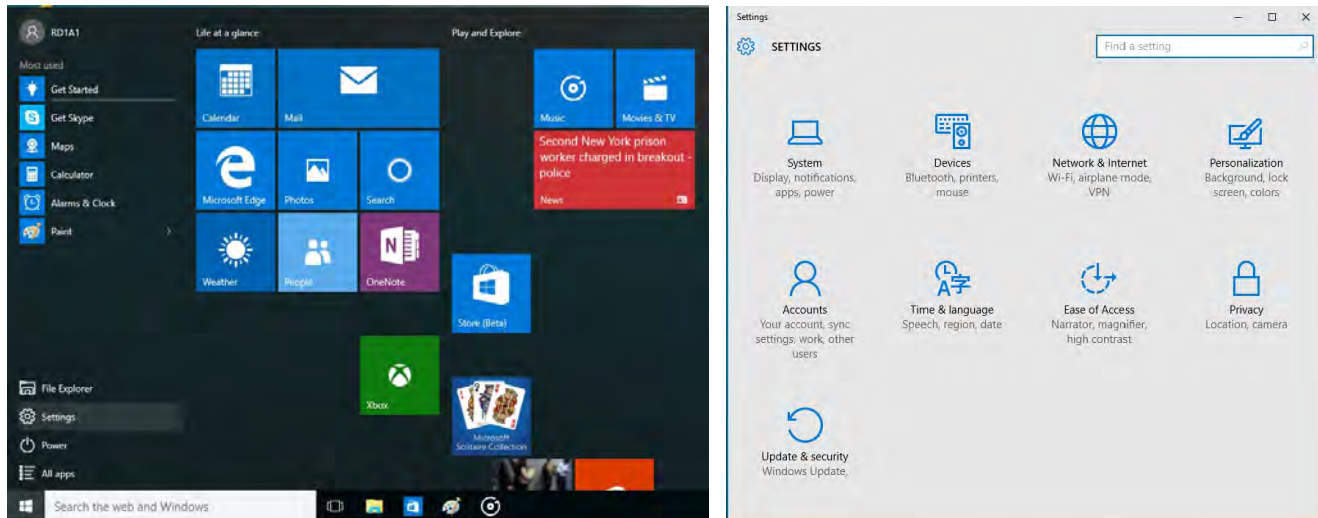 RD1A1
Most used
Get Started
Get Skype
Maps
Calculator
Alarms & Clock
Paint
File Explorer
Settings
Power
All apps
Search the web and Windows
Life at a glance
Calendar
Mail
Microsoft Edge
Photos
Search
Weather
People
OneNote
Xbox
Play and Explore
Music
Movies & TV
Second New York prison
worker charged in breakout -
police
News
Store (Beta)
Microsoft
Solitaire Collection
Settings
SETTINGS
Find a setting
System
Display, notifications,
apps, power
Devices
Bluetooth, printers,
mouse
Network & Internet
Wi-Fi, airplane mode,
VPN
Personalization
Background, lock
screen, colors
Accounts
Your account, sync
settings, work, other
users
Time & language
Speech, region, date
Ease of Access
Narrator, magnifier,
high contrast
Privacy
Location, camera
Update & security
Windows Update,